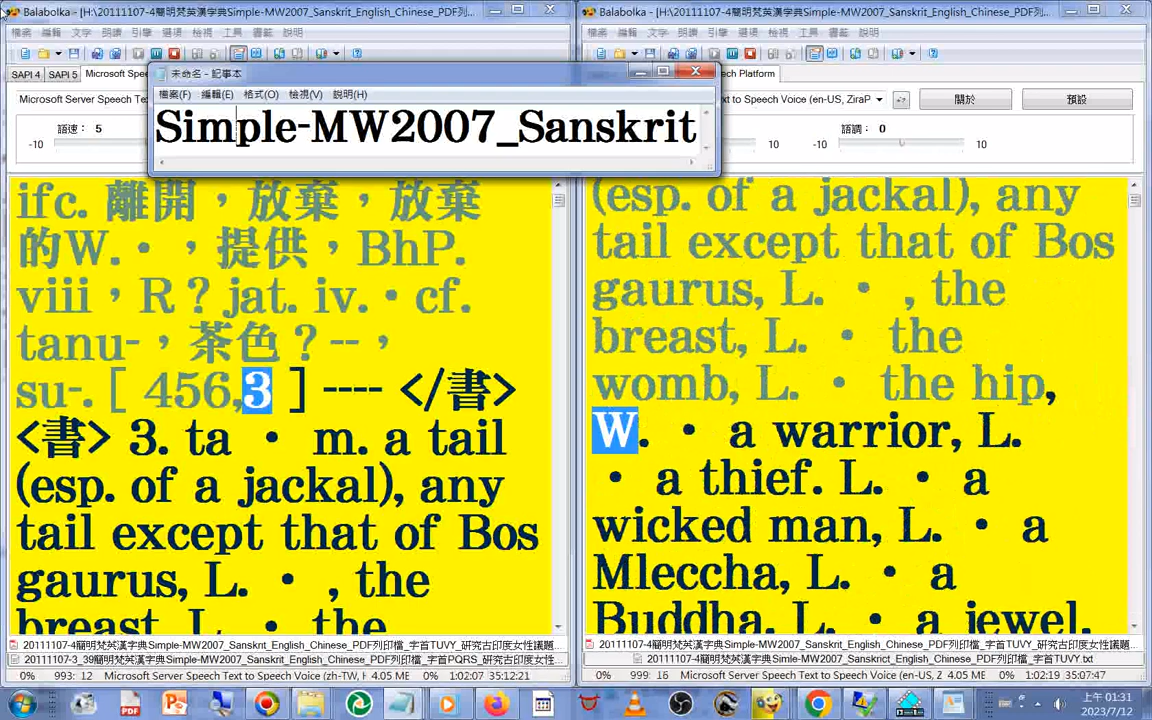 Balabolka - [H:\20111107-4簡明梵英漢字典Simple-MW2007_Sanskrit_English_Chinese_PDF列...
檔案 編輯 文字 朗讀 引擎 選項 檢視 工具 書籤 說明
SAPI 4 SAPI 5 Microsoft Spee
Microsoft Server Speech Text
語速： 5
-10
未命名 - 記事本
檔案(F) 編輯(E) 格式(O) 檢視(V) 說明(H)
Simple-MW2007_Sanskrit
Balabolka - [H:\20111107-4簡明梵英漢字典Simple-MW2007_Sanskrit_English_Chinese_PDF列印檔...
檔案 編輯 文字 朗讀 引擎 選項 檢視 工具 書籤 說明
ech Platform
xt to Speech Voice (en-US, ZiraP
關於
預設
語調： 0
10
-10
10
ifc. 離開，放棄，放棄
的W.•，提供，BhP.
viii，R？jat. iv.•cf.
tanu-，茶色？--，
su-. [ 456,3 ] ---- </書>
<書> 3. ta • m. a tail
(esp. of a jackal), any
tail except that of Bos
gaurus, L. • , the
breast, L. • the
(esp. of a jackal), any
tail except that of Bos
gaurus, L. • , the
breast, L. • the
womb, L. • the hip,
W. • a warrior, L.
• a thief. L. • a
wicked man, L. • a
Mleccha, L. • a
Buddha, L. • a jewel,
20111107-4簡明梵英漢字典Simple-MW2007_Sanskrit_English_Chinese_PDF列印檔_字首TUVY_研究古印度女性議題...
20111107-3_39簡明梵英漢字典Simple-MW2007_Sanskrit_English_Chinese_PDF列印檔_字首PQRS_研究古印度女性...
0% 993: 12 Microsoft Server Speech Text to Speech Voice (zh-TW, H 4.05 ME 0% 1:02:07 35:12:21
20111107-4簡明梵英漢字典Simple-MW2007_Sanskrit_English_Chinese_PDF列印檔_字首TUVY_研究古印度女性議題...
20111107-4簡明梵英漢字典Simple-MW2007_Sanskrict_English_Chinese_PDF列印檔_字首TUVY.txt
0% 999: 16 Microsoft Server Speech Text to Speech Voice (en-US, Z 4.05 ME 0% 1:02:19 35:07:47
上午 01:31
2023/7/12